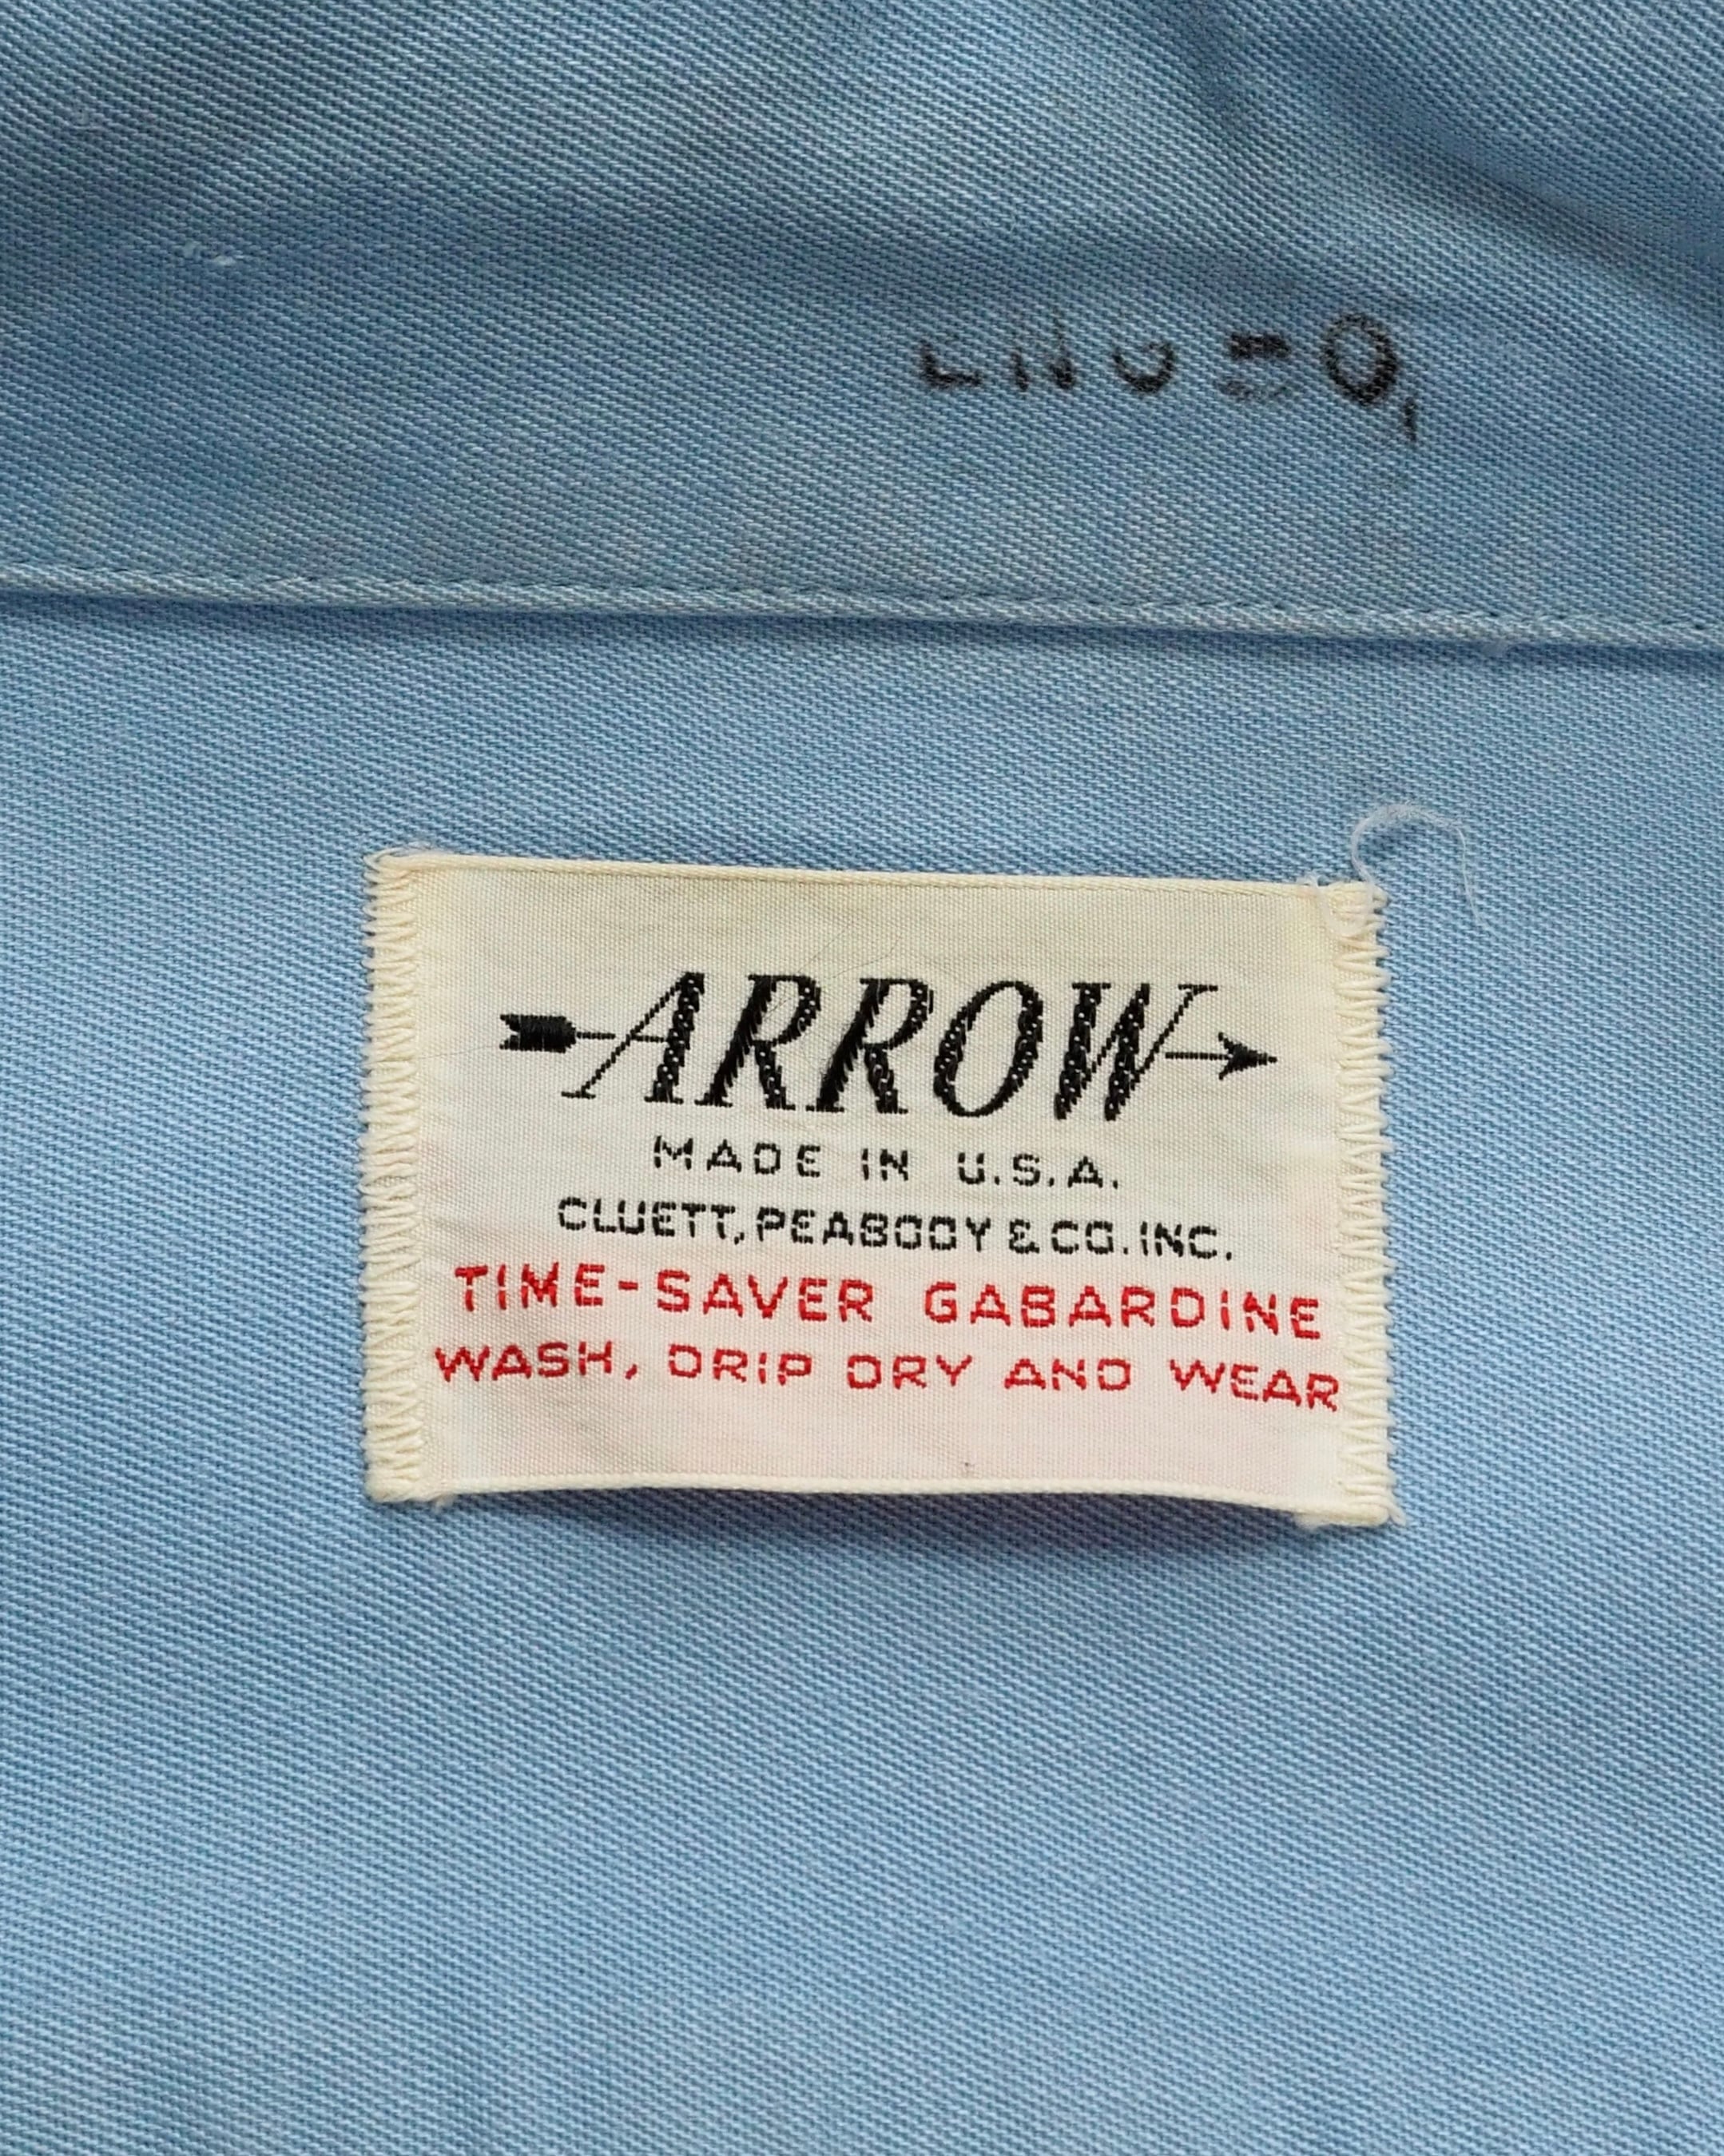 ARROW
MADE IN U.S.A.
CLUETT, PEABODY & CO. INC.
TIME-SAVER GABARDINE
WASH, DRIP DRY AND WEAR